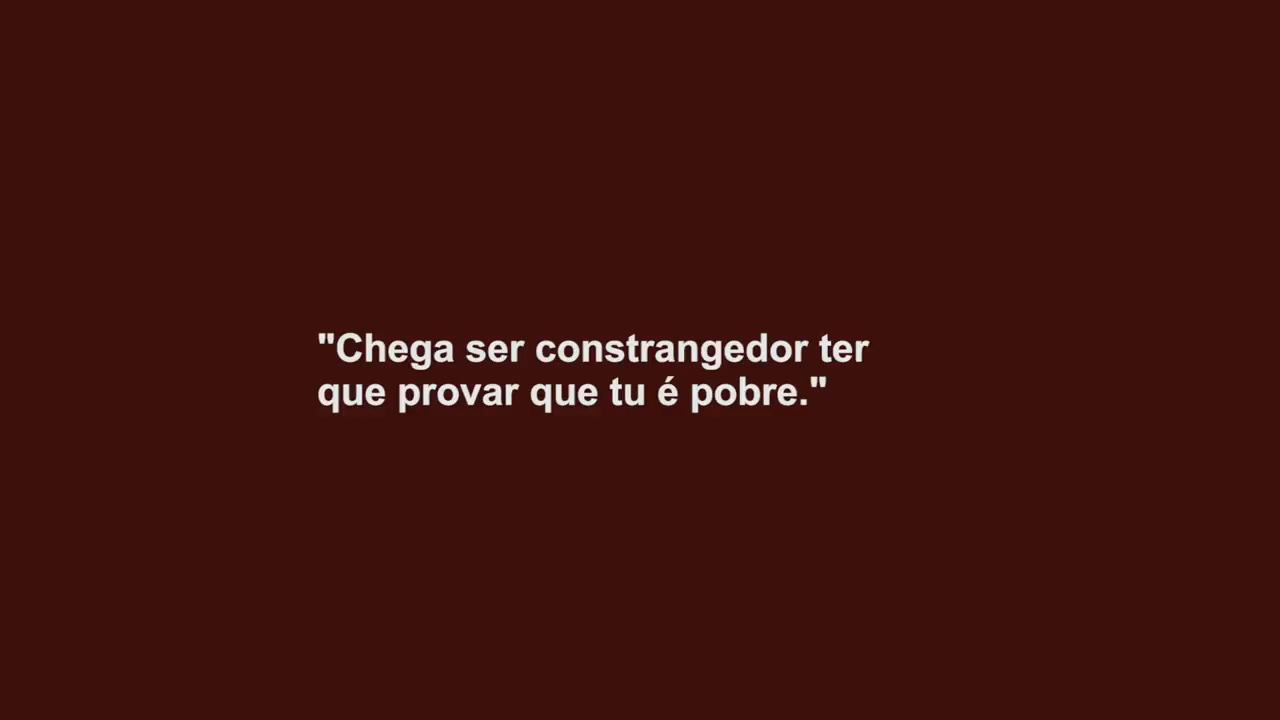 "Chega ser constrangedor ter
que provar que tu é pobre."